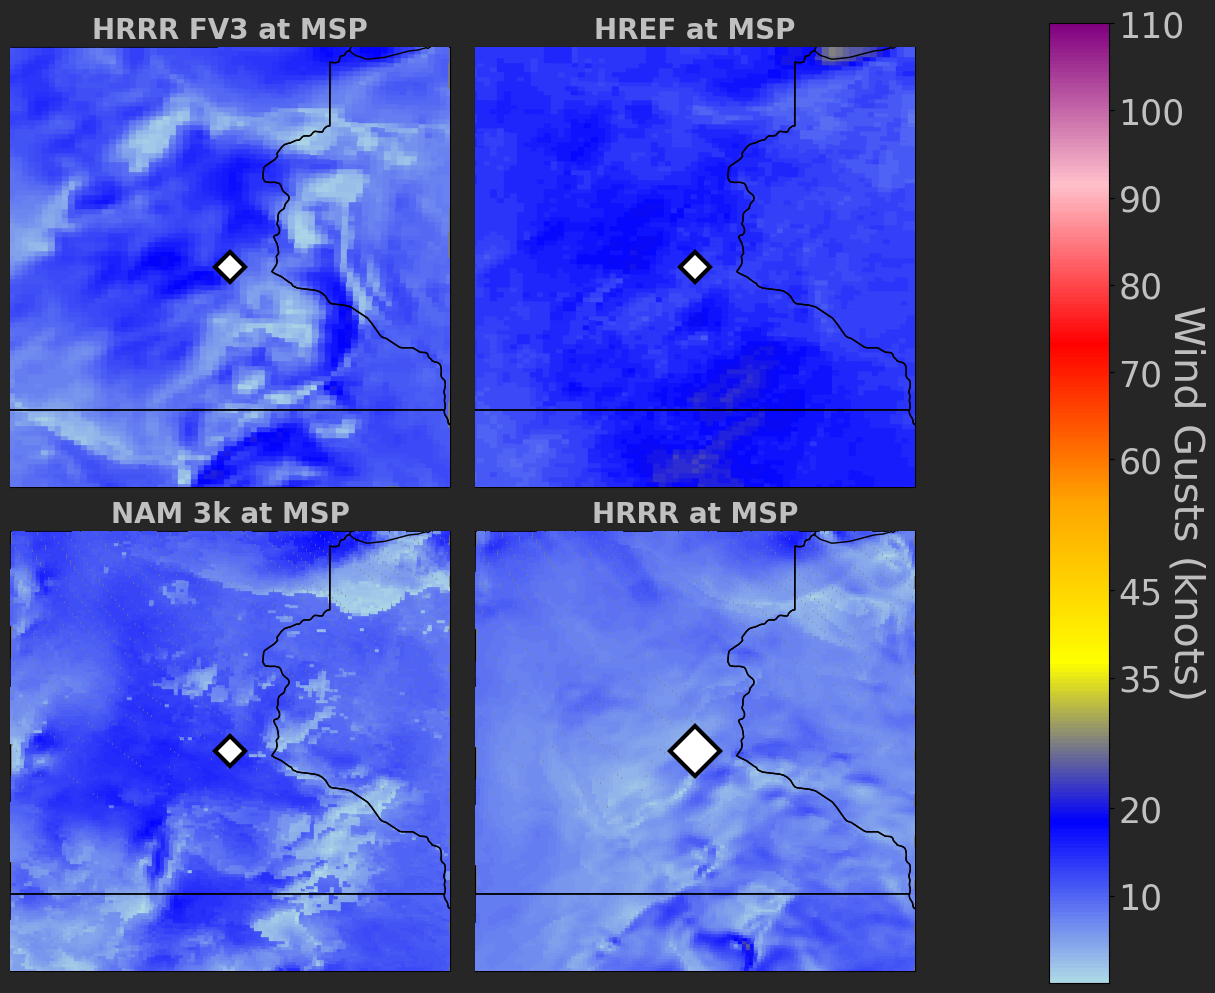 HRRR FV3 at MSP
HREF at MSP
NAM 3k at MSP
HRRR at MSP
110
100
90
80
70
60
45
35
20
10
Wind Gusts (knots)